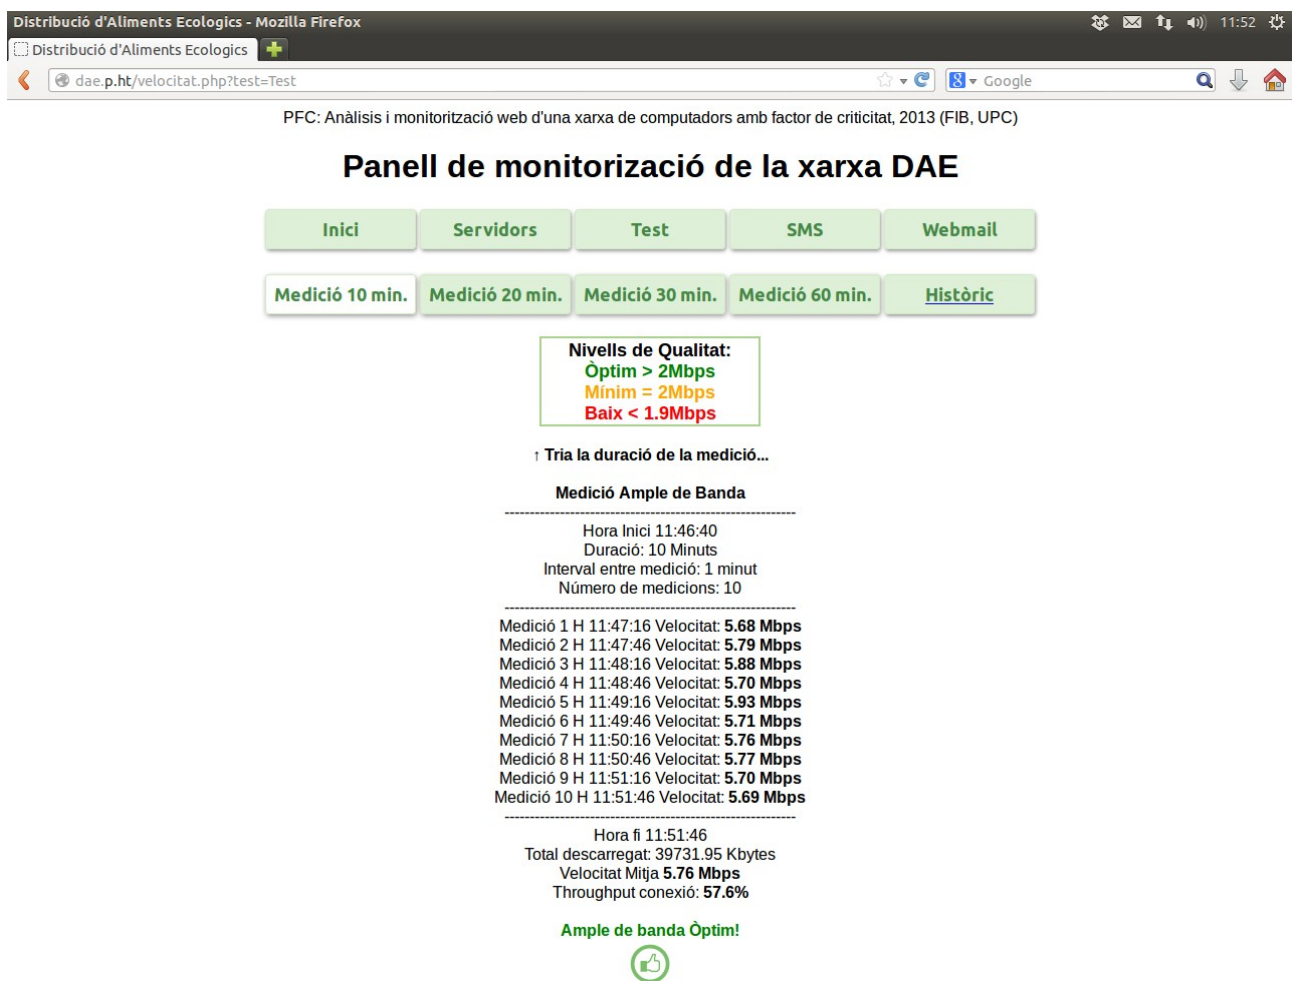 Distribució d'Aliments Ecologics - Mozilla Firefox
11:52
Distribució d'Aliments Ecologics
dae.p.ht/velocitat.php?test=Test
Google
PFC: Anàlisis i monitorització web d'una xarxa de computadors amb factor de criticitat, 2013 (FIB, UPC)
Panell de monitorizació de la xarxa DAE
Inici Servidors Test SMS Webmail
Medició 10 min. Medició 20 min. Medició 30 min. Medició 60 min. Històric
Nivells de Qualitat:
Òptim > 2Mbps
Mínim = 2Mbps
Baix < 1.9Mbps
↑ Tria la duració de la medició...
Medició Ample de Banda
----------------------------------------------------------
Hora Inici 11:46:40
Duració: 10 Minuts
Interval entre medició: 1 minut
Número de medicions: 10
----------------------------------------------------------
Medició 1 H 11:47:16 Velocitat: 5.68 Mbps
Medició 2 H 11:47:46 Velocitat: 5.79 Mbps
Medició 3 H 11:48:16 Velocitat: 5.88 Mbps
Medició 4 H 11:48:46 Velocitat: 5.70 Mbps
Medició 5 H 11:49:16 Velocitat: 5.93 Mbps
Medició 6 H 11:49:46 Velocitat: 5.71 Mbps
Medició 7 H 11:50:16 Velocitat: 5.76 Mbps
Medició 8 H 11:50:46 Velocitat: 5.77 Mbps
Medició 9 H 11:51:16 Velocitat: 5.70 Mbps
Medició 10 H 11:51:46 Velocitat: 5.69 Mbps
----------------------------------------------------------
Hora fi 11:51:46
Total descarregat: 39731.95 Kbytes
Velocitat Mitja 5.76 Mbps
Throughput conexió: 57.6%
Ample de banda Òptim!